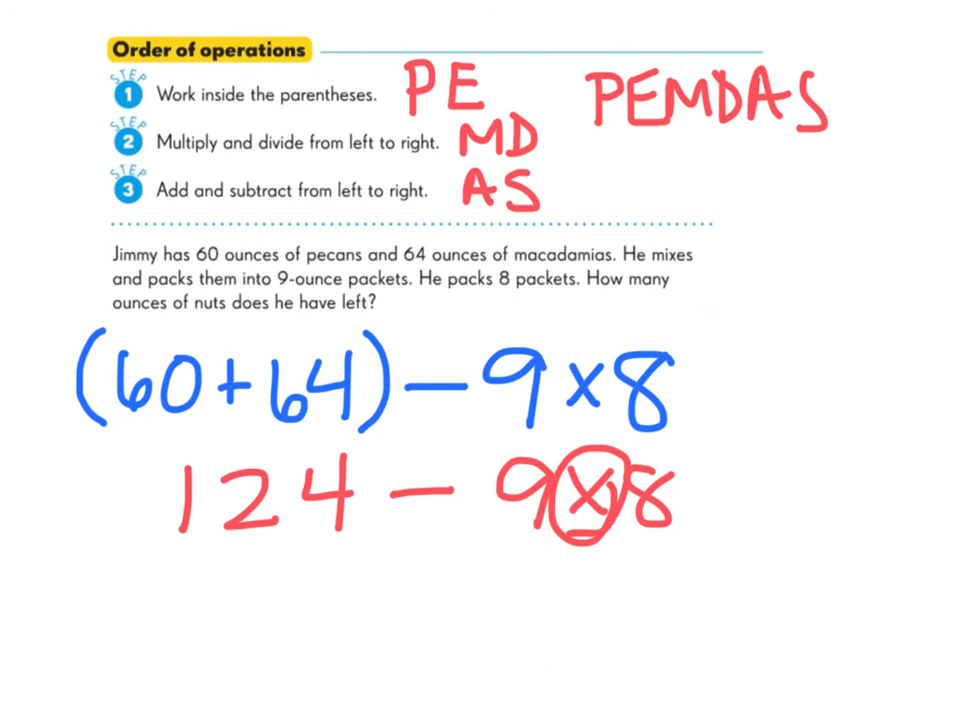 Order of operations
STEP 1 Work inside the parentheses. PE PEMDAS
STEP 2 Multiply and divide from left to right. MD
STEP 3 Add and subtract from left to right. AS
Jimmy has 60 ounces of pecans and 64 ounces of macadamias. He mixes
and packs them into 9-ounce packets. He packs 8 packets. How many
ounces of nuts does he have left?
(60+64) — 9 × 8
124 — 9 × 8